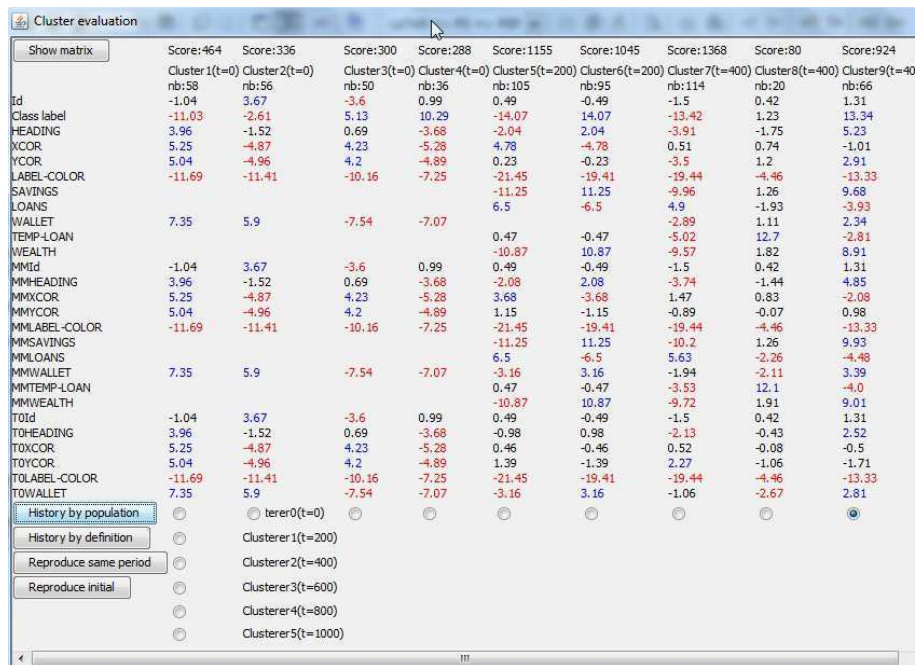 Cluster evaluation
Show matrix Score:464 Score:336 Score:300 Score:288 Score:1155 Score:1045 Score:1368 Score:80 Score:924
Cluster1(t=0) Cluster2(t=0) Cluster3(t=0) Cluster4(t=0) Cluster5(t=200) Cluster6(t=200) Cluster7(t=400) Cluster8(t=400) Cluster9(t=40
nb:58 nb:56 nb:50 nb:36 nb:105 nb:95 nb:114 nb:20 nb:66
Id -1.04 3.67 -3.6 0.99 0.49 -0.49 -1.5 0.42 1.31
Class label -11.03 -2.61 5.13 10.29 -14.07 14.07 -13.42 1.23 13.34
HEADING 3.96 -1.52 0.69 -3.68 -2.04 2.04 -3.91 -1.75 5.23
XCOR 5.25 -4.87 4.23 -5.28 4.78 -4.78 0.51 0.74 -1.01
YCOR 5.04 -4.96 4.2 -4.89 0.23 -0.23 -3.5 1.2 2.91
LABEL-COLOR -11.69 -11.41 -10.16 -7.25 -21.45 -19.41 -19.44 -4.46 -13.33
SAVINGS -11.25 11.25 -9.96 1.26 9.68
LOANS 6.5 -6.5 4.9 -1.93 -3.93
WALLET 7.35 5.9 -7.54 -7.07 -2.89 1.11 2.34
TEMP-LOAN 0.47 -0.47 -5.02 12.7 -2.81
WEALTH -10.87 10.87 -9.57 1.82 8.91
MMId -1.04 3.67 -3.6 0.99 0.49 -0.49 -1.5 0.42 1.31
MMHEADING 3.96 -1.52 0.69 -3.68 -2.08 2.08 -3.74 -1.44 4.85
MMXCOR 5.25 -4.87 4.23 -5.28 3.68 -3.68 1.47 0.83 -2.08
MMYCOR 5.04 -4.96 4.2 -4.89 1.15 -1.15 -0.89 -0.07 0.98
MMLABEL-COLOR -11.69 -11.41 -10.16 -7.25 -21.45 -19.41 -19.44 -4.46 -13.33
MMSAVINGS -11.25 11.25 -10.2 1.26 9.93
MMLOANS 6.5 -6.5 5.63 -2.26 -4.48
MMWALLET 7.35 5.9 -7.54 -7.07 -3.16 3.16 -1.94 -2.11 3.39
MMTEMP-LOAN 0.47 -0.47 -3.53 12.1 -4.0
MMWEALTH -10.87 10.87 -9.72 1.91 9.01
T0Id -1.04 3.67 -3.6 0.99 0.49 -0.49 -1.5 0.42 1.31
T0HEADING 3.96 -1.52 0.69 -3.68 -0.98 0.98 -2.13 -0.43 2.52
T0XCOR 5.25 -4.87 4.23 -5.28 0.46 -0.46 0.52 -0.08 -0.5
T0YCOR 5.04 -4.96 4.2 -4.89 1.39 -1.39 2.27 -1.06 -1.71
T0LABEL-COLOR -11.69 -11.41 -10.16 -7.25 -21.45 -19.41 -19.44 -4.46 -13.33
T0WALLET 7.35 5.9 -7.54 -7.07 -3.16 3.16 -1.06 -2.67 2.81
History by population terer0(t=0)
History by definition Clusterer1(t=200)
Reproduce same period Clusterer2(t=400)
Reproduce initial Clusterer3(t=600)
Clusterer4(t=800)
Clusterer5(t=1000)